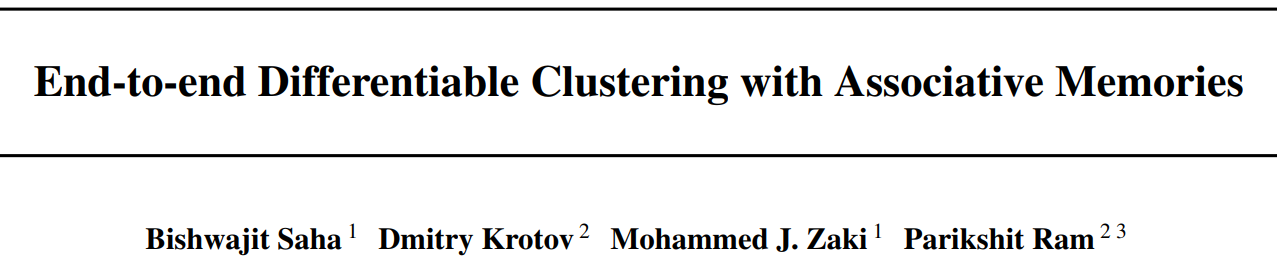 End-to-end Differentiable Clustering with Associative Memories
Bishwajit Saha 1 Dmitry Krotov 2 Mohammed J. Zaki 1 Parikshit Ram 2 3